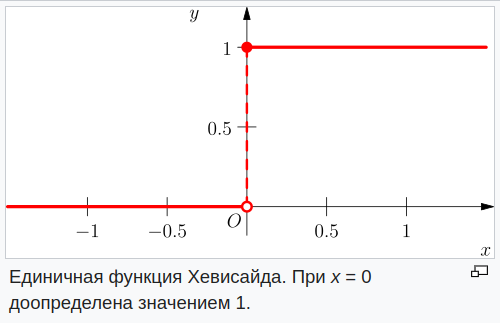 y
1
0.5
O
−1 −0.5 0.5 1
x
Единичная функция Хевисайда. При x = 0
доопределена значением 1.